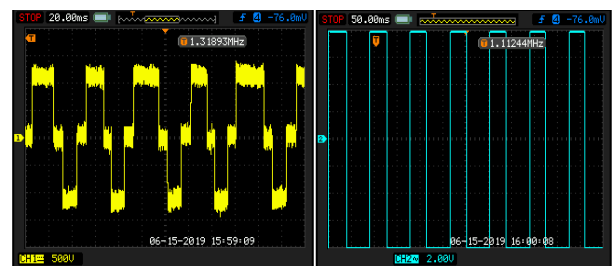 STOP 20.00ms T f 4 -76.0mV
T
T 1.31893MHz
1
06-15-2019 15:59:09
CH1 500V
STOP 50.00ms T f 4 -76.0mV
T
T 1.11244MHz
2
06-15-2019 16:00:08
CH2~ 2.00V